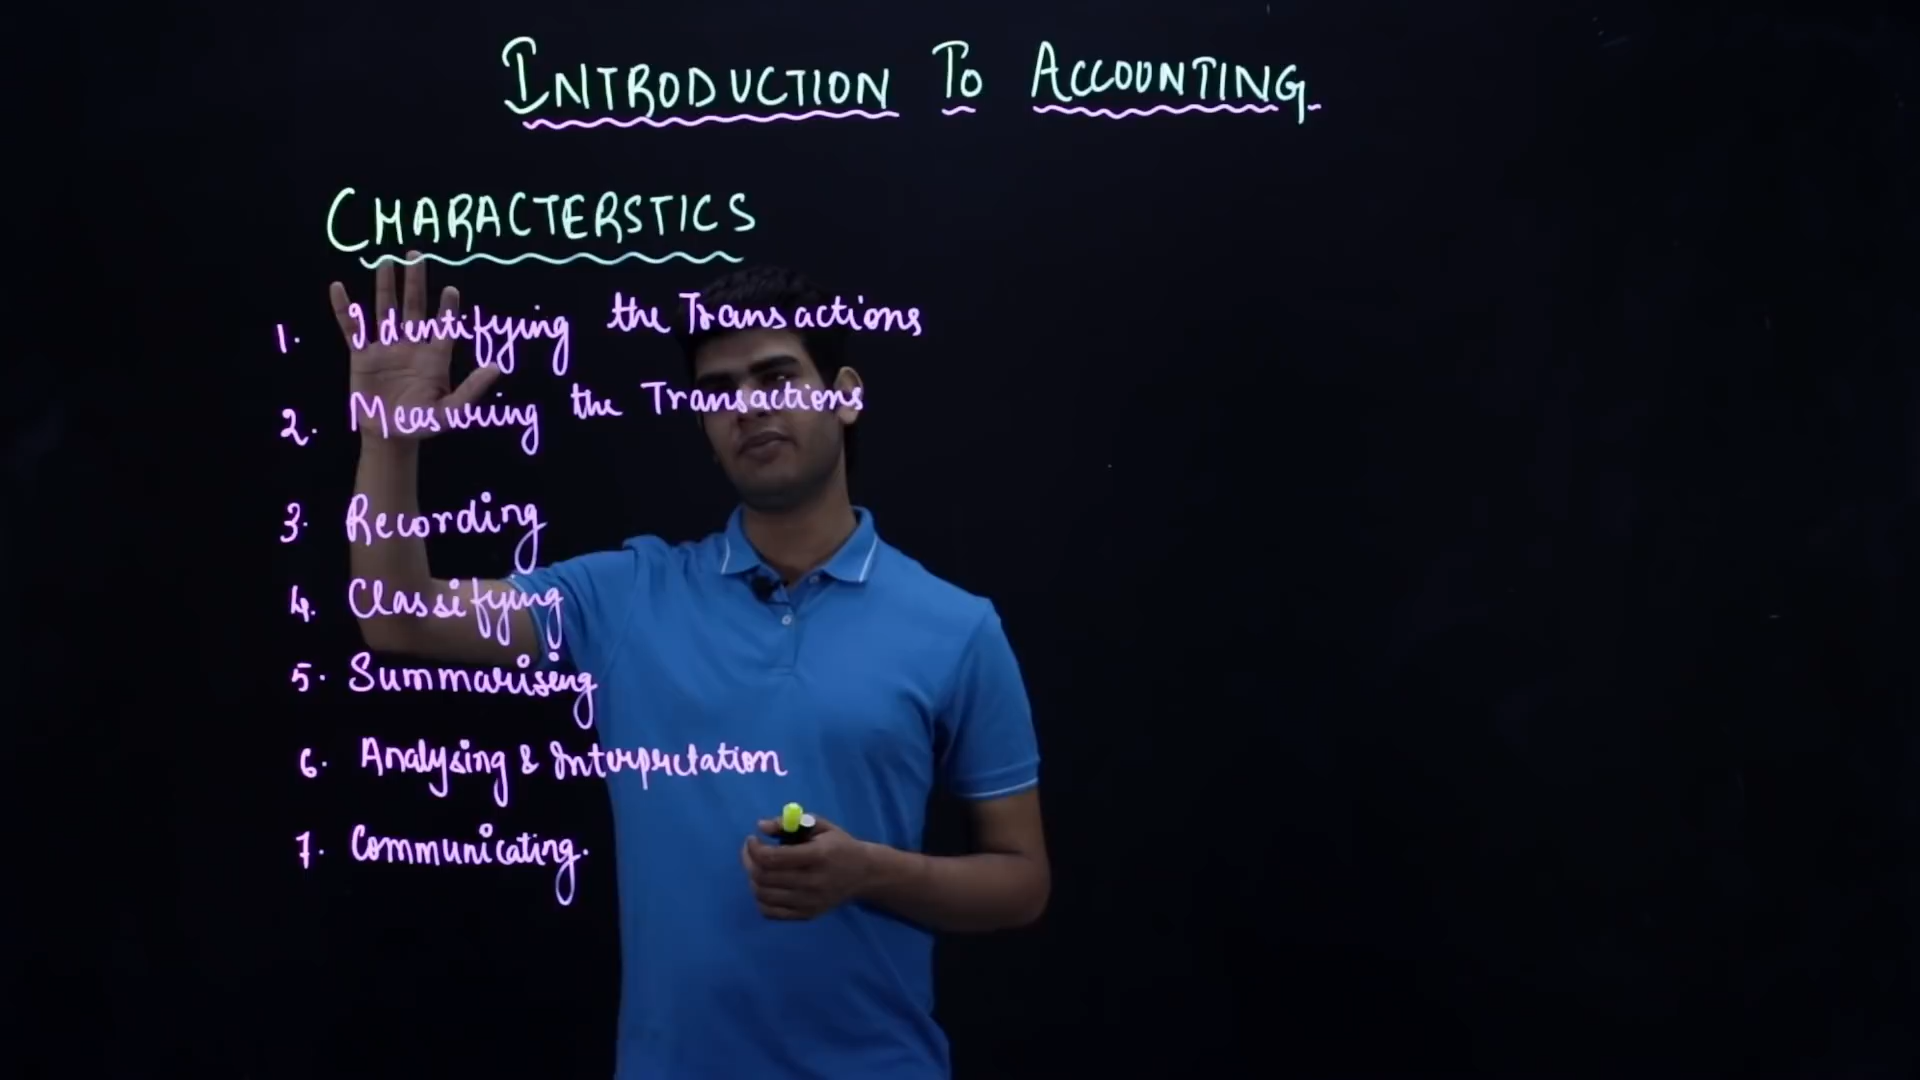 INTRODUCTION TO ACCOUNTING.
CHARACTERSTICS
1. Identifying the Transactions
2. Measuring the Transactions
3. Recording
4. Classifying
5. Summarising
6. Analysing & Interpretation
7. Communicating.